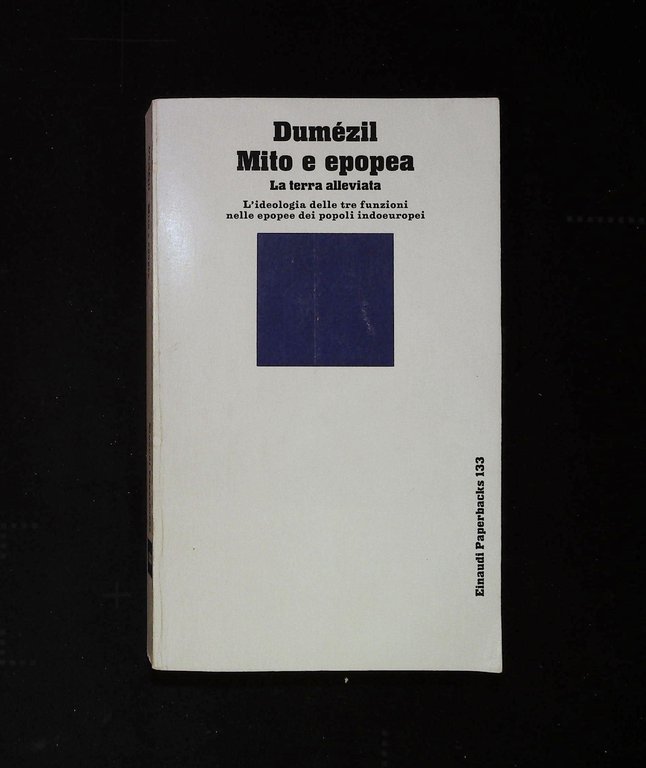 Dumézil
Mito e epopea
La terra alleviata
L'ideologia delle tre funzioni
nelle epopee dei popoli indoeuropei
Einaudi Paperbacks 133